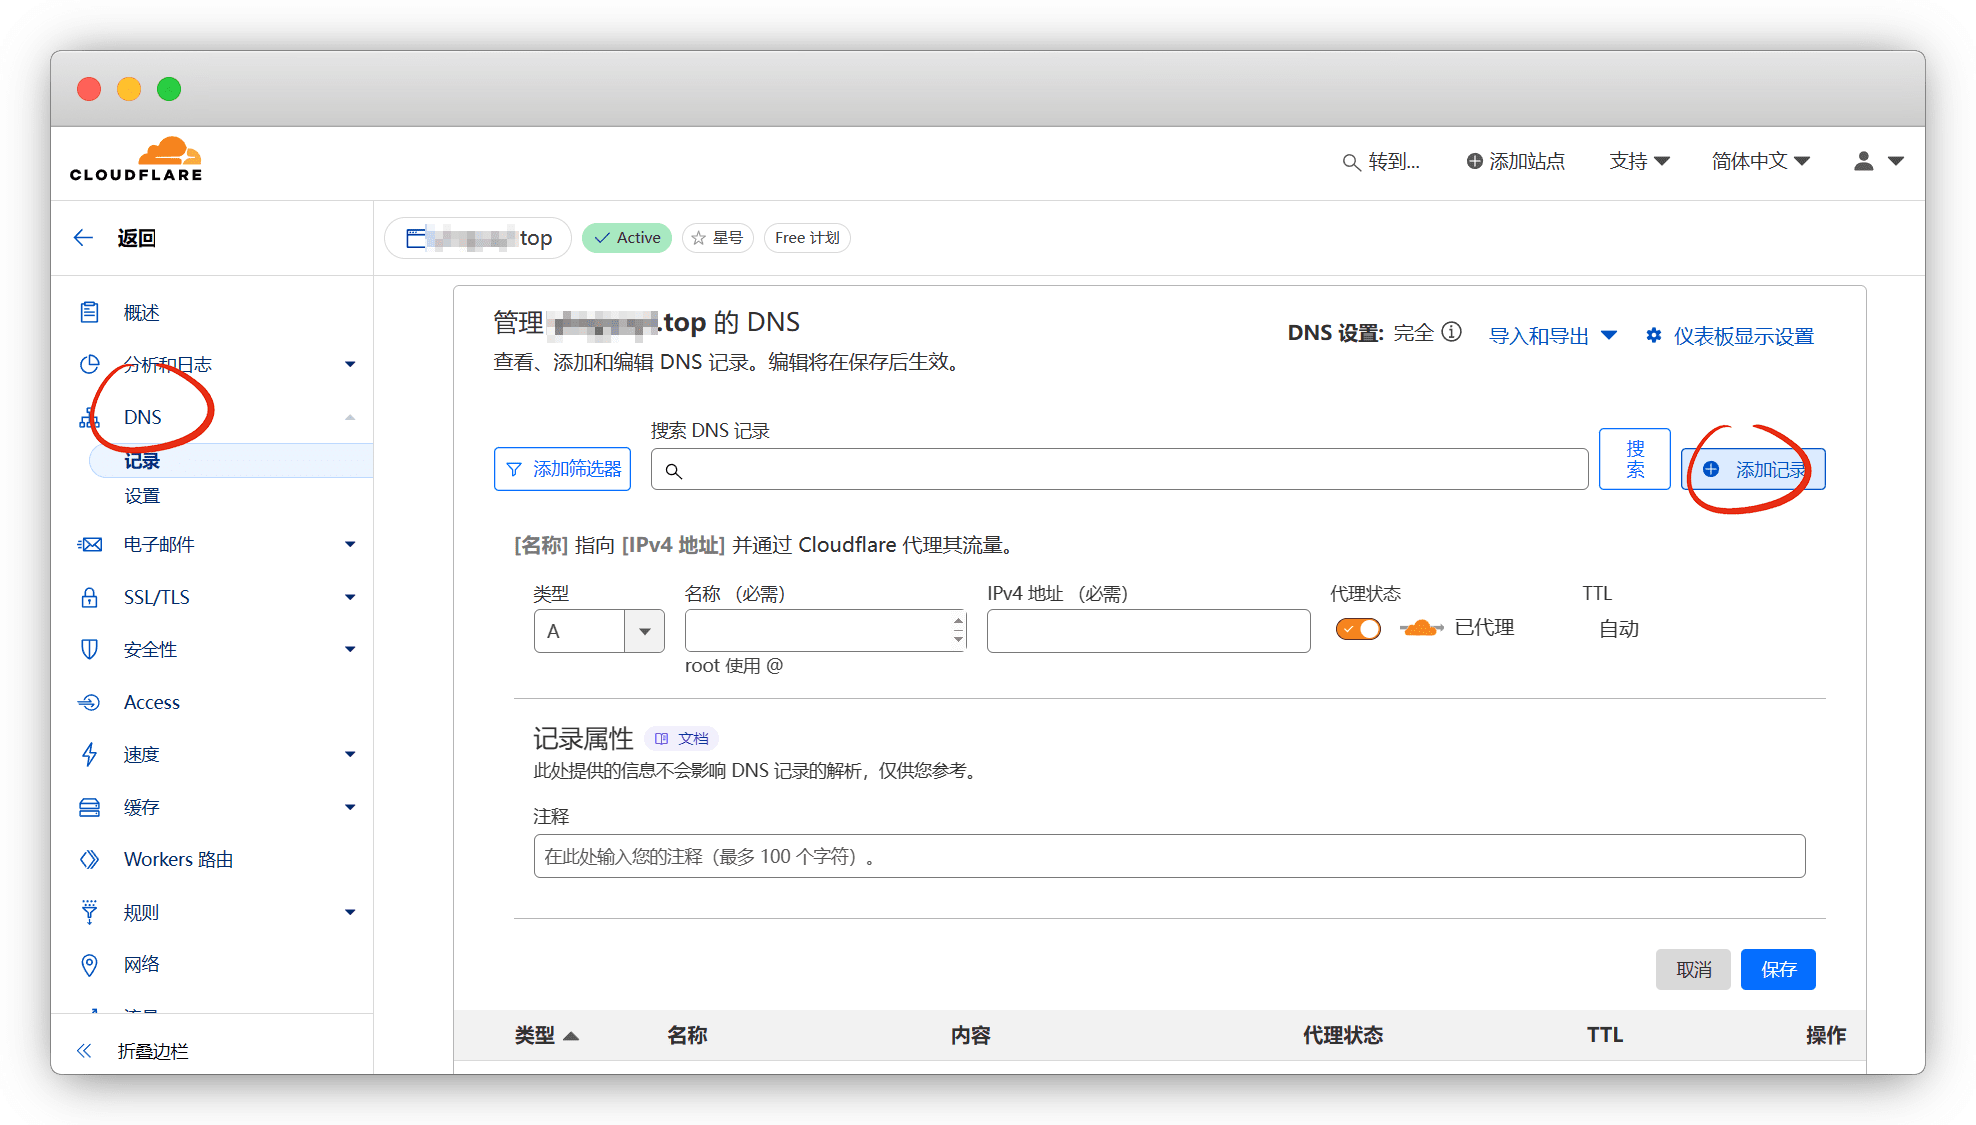 CLOUDFLARE
转到...
添加站点
支持
简体中文
返回
top
Active
星号
Free 计划
概述
分析和日志
DNS
记录
设置
电子邮件
SSL/TLS
安全性
Access
速度
缓存
Workers 路由
规则
网络
折叠边栏
管理 .top 的 DNS
查看、添加和编辑 DNS 记录。编辑将在保存后生效。
DNS 设置: 完全
导入和导出
仪表板显示设置
搜索 DNS 记录
添加筛选器
搜索
添加记录
[名称] 指向 [IPv4 地址] 并通过 Cloudflare 代理其流量。
类型
名称 （必需）
IPv4 地址 （必需）
代理状态
TTL
A
已代理
自动
root 使用 @
记录属性
文档
此处提供的信息不会影响 DNS 记录的解析，仅供您参考。
注释
在此处输入您的注释（最多 100 个字符）。
取消
保存
类型 名称 内容 代理状态 TTL 操作